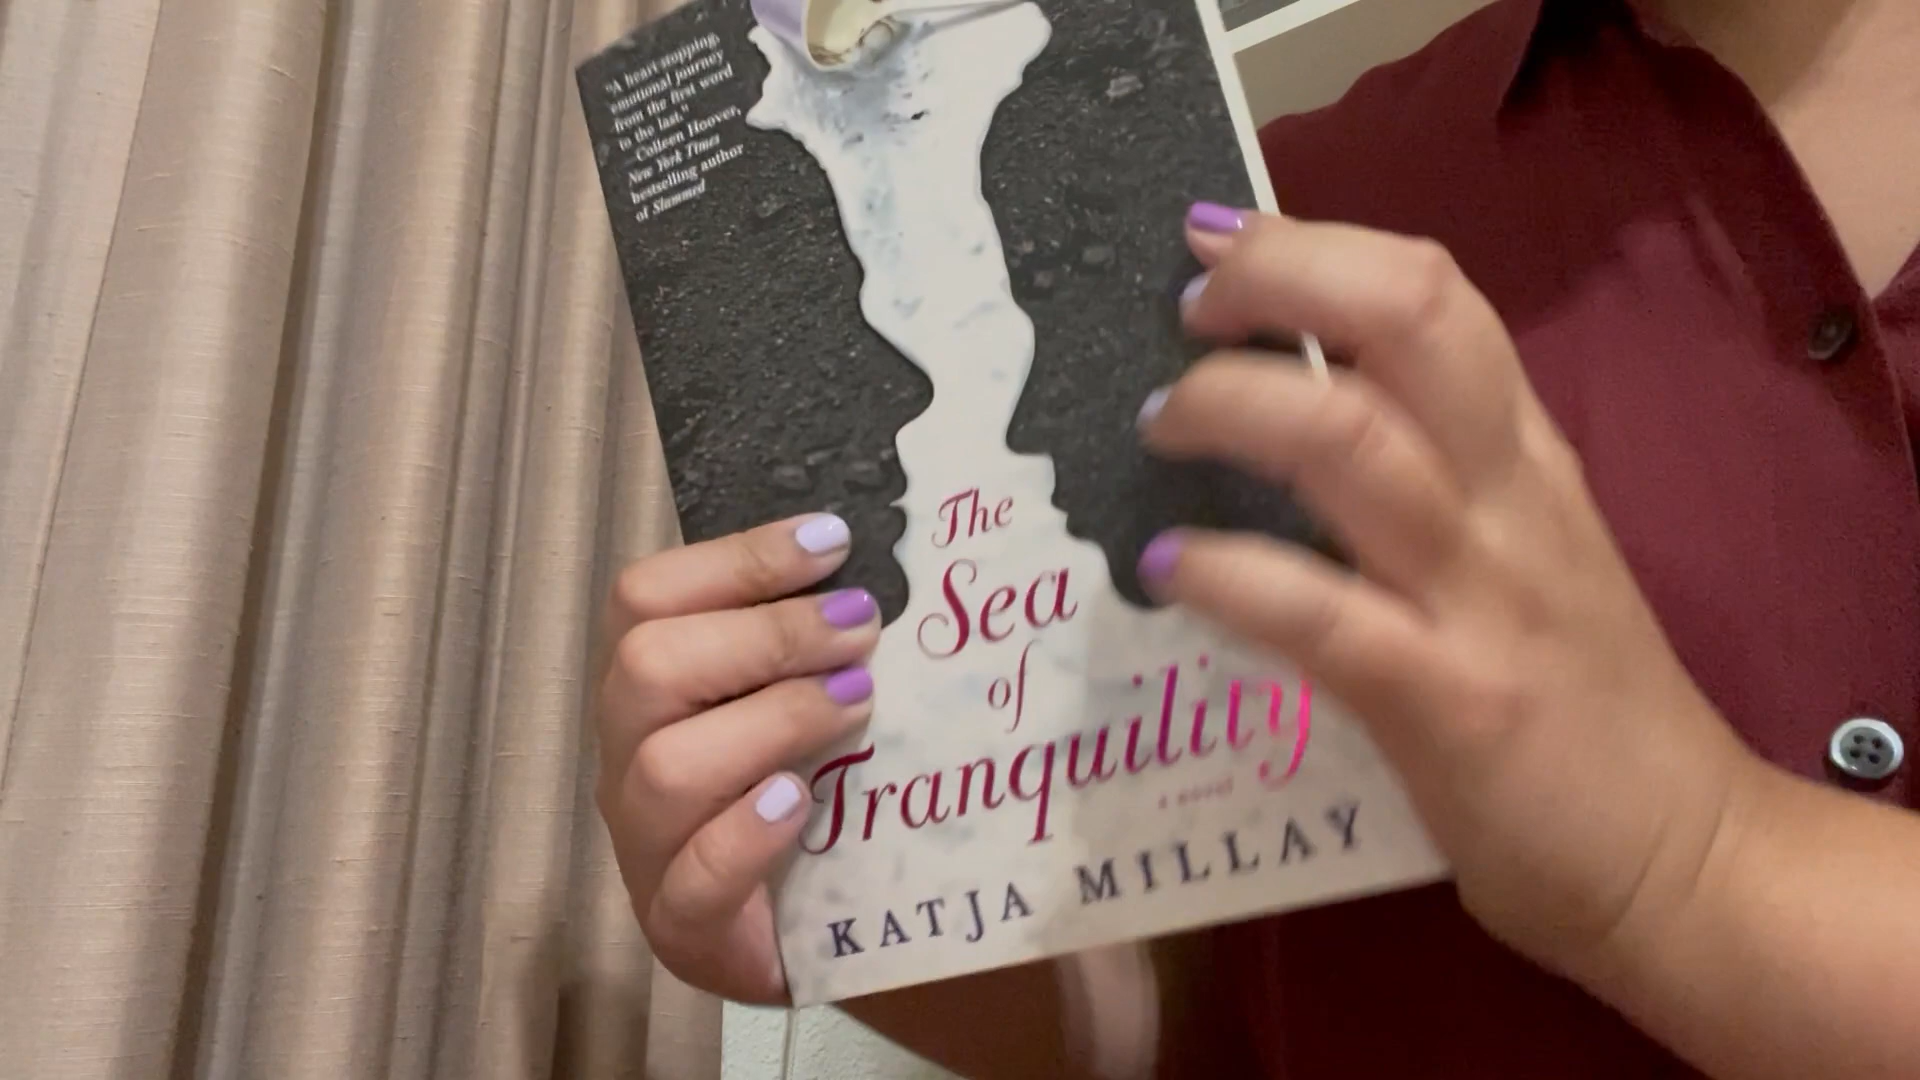 "A heart-stopping,
emotional journey
from the first word
to the last."
—Colleen Hoover,
New York Times
bestselling author
of Slammed
The
Sea
of
Tranquility
a novel
KATJA MILLAY